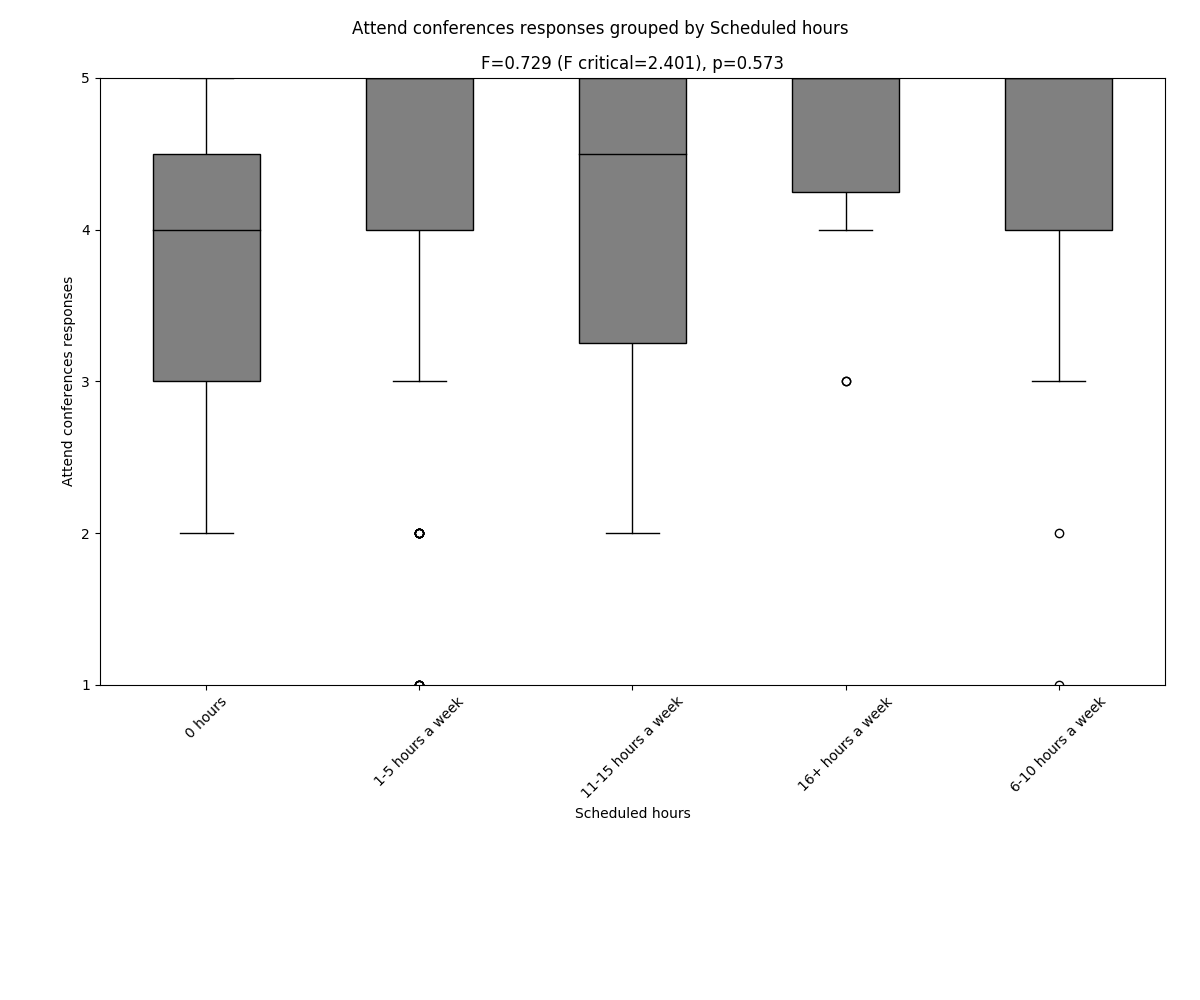 Attend conferences responses grouped by Scheduled hours
F=0.729 (F critical=2.401), p=0.573
5
4
3
2
1
Attend conferences responses
0 hours
1-5 hours a week
11-15 hours a week
16+ hours a week
6-10 hours a week
Scheduled hours